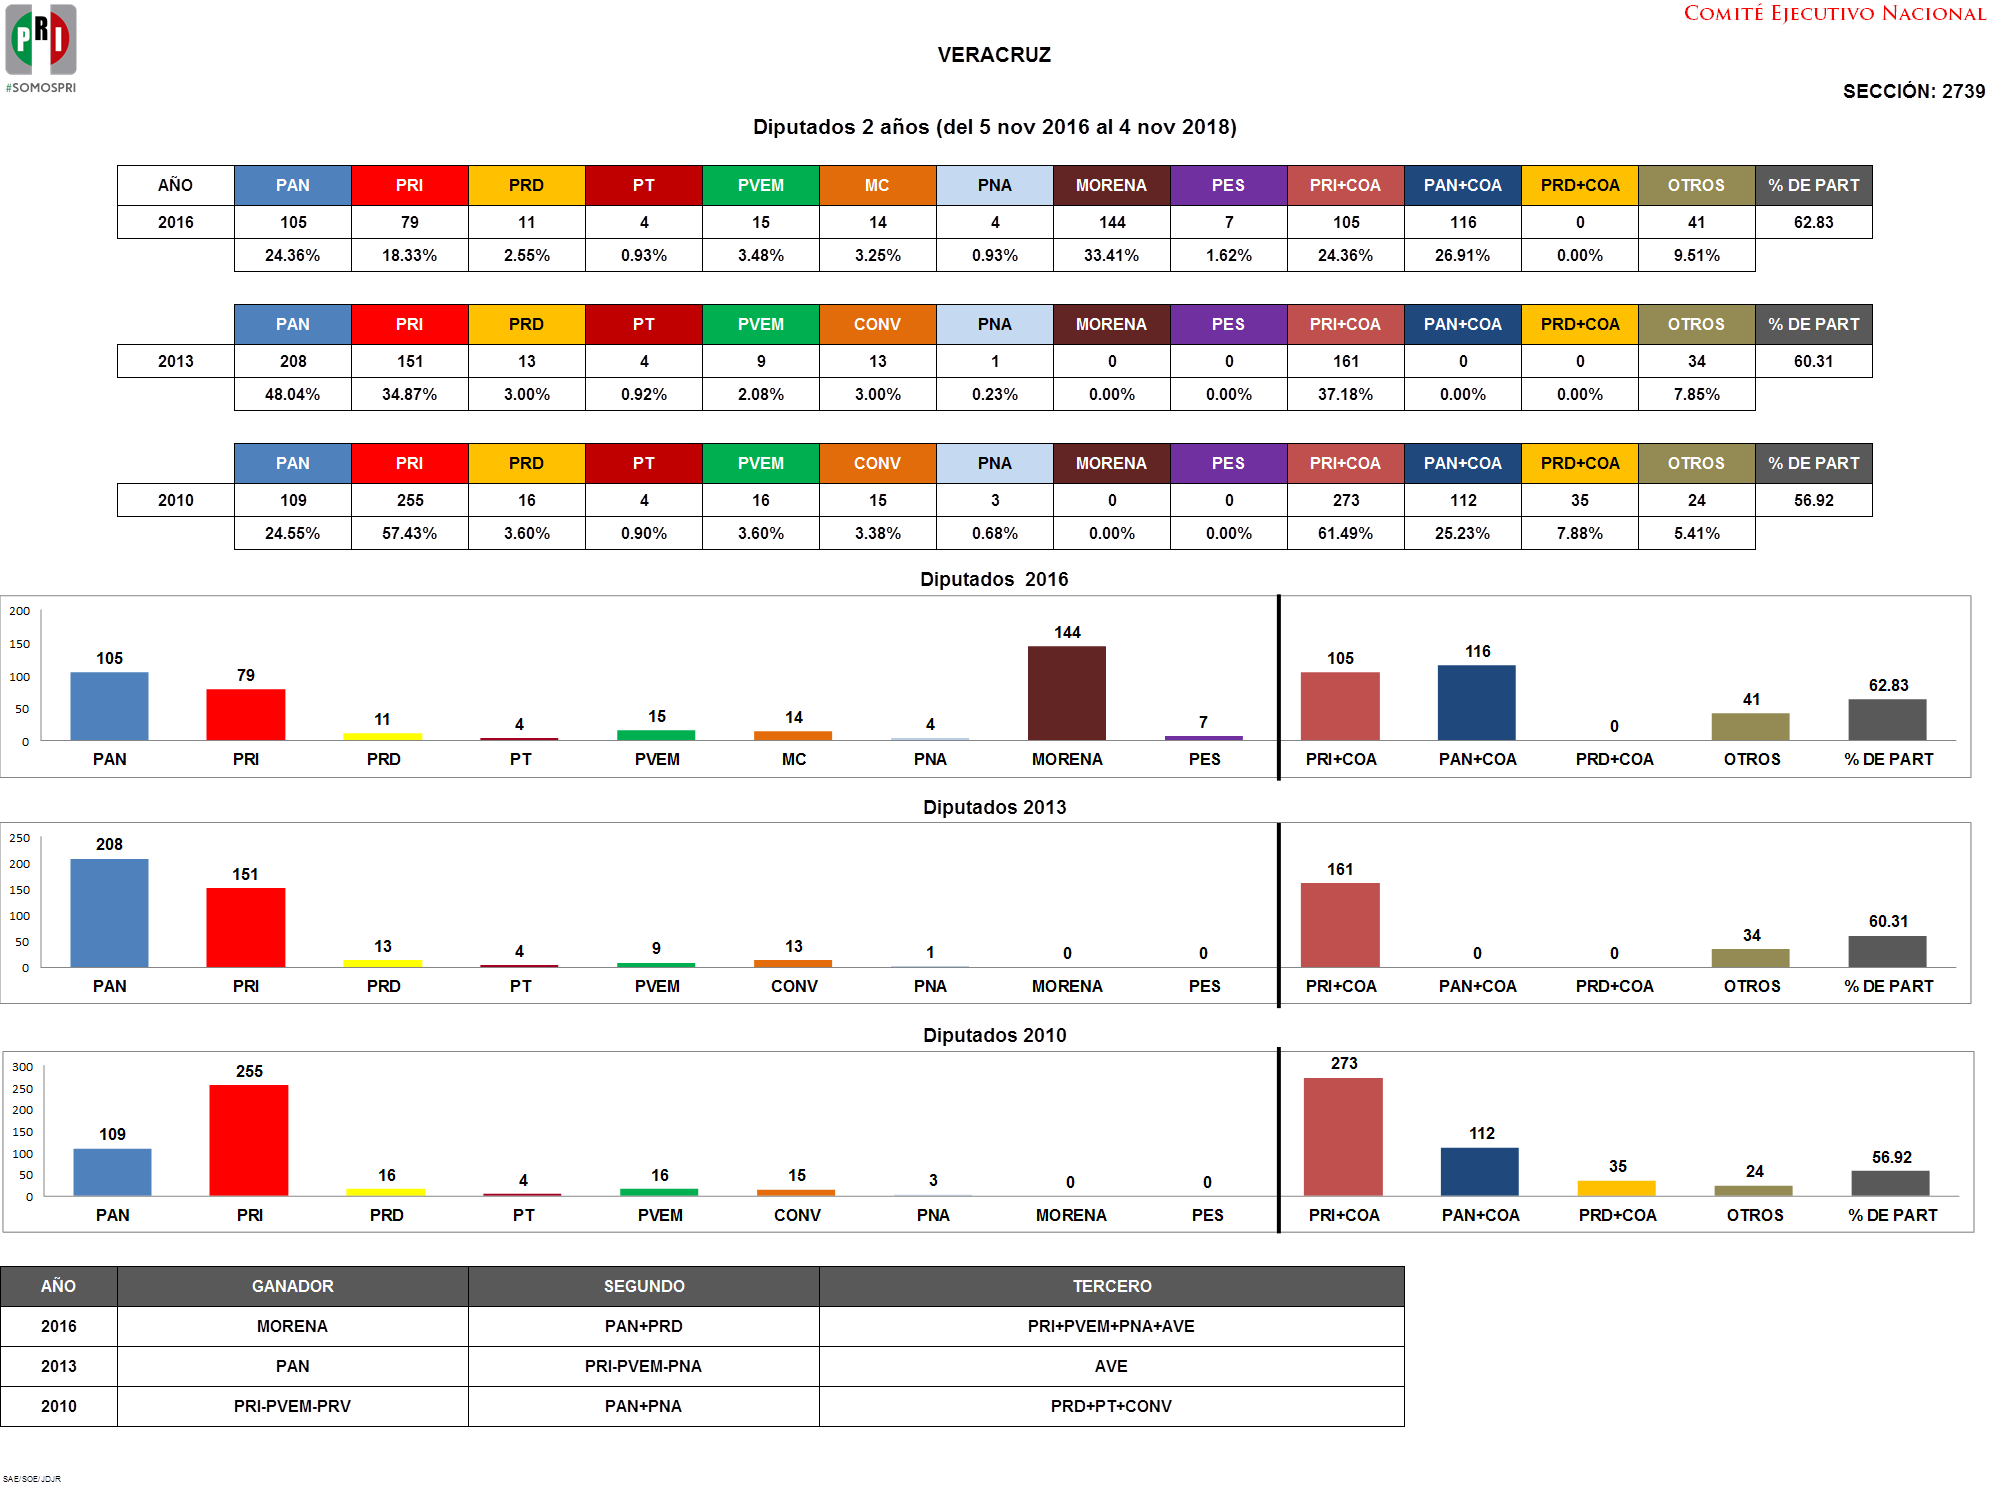 PRI
#SOMOSPRI
COMITÉ EJECUTIVO NACIONAL
VERACRUZ
SECCIÓN: 2739
Diputados 2 años (del 5 nov 2016 al 4 nov 2018)
AÑO PAN PRI PRD PT PVEM MC PNA MORENA PES PRI+COA PAN+COA PRD+COA OTROS % DE PART
2016 105 79 11 4 15 14 4 144 7 105 116 0 41 62.83
24.36% 18.33% 2.55% 0.93% 3.48% 3.25% 0.93% 33.41% 1.62% 24.36% 26.91% 0.00% 9.51%
PAN PRI PRD PT PVEM CONV PNA MORENA PES PRI+COA PAN+COA PRD+COA OTROS % DE PART
2013 208 151 13 4 9 13 1 0 0 161 0 0 34 60.31
48.04% 34.87% 3.00% 0.92% 2.08% 3.00% 0.23% 0.00% 0.00% 37.18% 0.00% 0.00% 7.85%
PAN PRI PRD PT PVEM CONV PNA MORENA PES PRI+COA PAN+COA PRD+COA OTROS % DE PART
2010 109 255 16 4 16 15 3 0 0 273 112 35 24 56.92
24.55% 57.43% 3.60% 0.90% 3.60% 3.38% 0.68% 0.00% 0.00% 61.49% 25.23% 7.88% 5.41%
Diputados 2016
200
150
100
50
0
105 79 11 4 15 14 4 144 7 105 116 0 41 62.83
PAN PRI PRD PT PVEM MC PNA MORENA PES PRI+COA PAN+COA PRD+COA OTROS % DE PART
Diputados 2013
250
200
150
100
50
0
208 151 13 4 9 13 1 0 0 161 0 0 34 60.31
PAN PRI PRD PT PVEM CONV PNA MORENA PES PRI+COA PAN+COA PRD+COA OTROS % DE PART
Diputados 2010
300
250
200
150
100
50
0
109 255 16 4 16 15 3 0 0 273 112 35 24 56.92
PAN PRI PRD PT PVEM CONV PNA MORENA PES PRI+COA PAN+COA PRD+COA OTROS % DE PART
AÑO GANADOR SEGUNDO TERCERO
2016 MORENA PAN+PRD PRI+PVEM+PNA+AVE
2013 PAN PRI-PVEM-PNA AVE
2010 PRI-PVEM-PRV PAN+PNA PRD+PT+CONV
SAE/SOE/JDJR